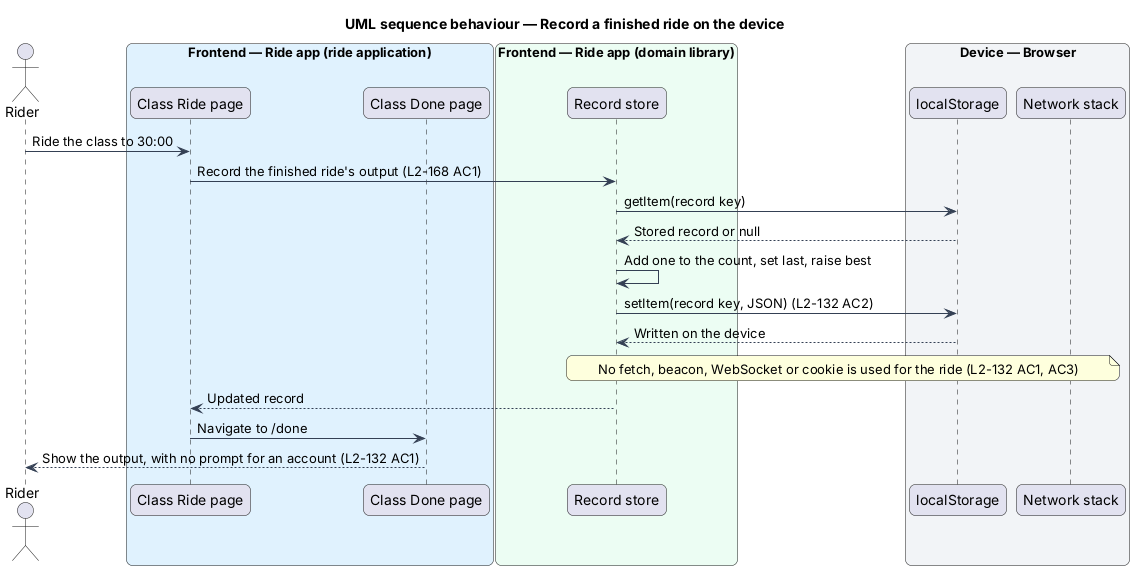 UML sequence behaviour — Record a finished ride on the device
Frontend — Ride app (ride application)
Frontend — Ride app (domain library)
Device — Browser
Rider
Class Ride page
Class Done page
Record store
localStorage
Network stack
Ride the class to 30:00
Record the finished ride's output (L2-168 AC1)
getItem(record key)
Stored record or null
Add one to the count, set last, raise best
setItem(record key, JSON) (L2-132 AC2)
Written on the device
No fetch, beacon, WebSocket or cookie is used for the ride (L2-132 AC1, AC3)
Updated record
Navigate to /done
Show the output, with no prompt for an account (L2-132 AC1)
Rider
Class Ride page
Class Done page
Record store
localStorage
Network stack